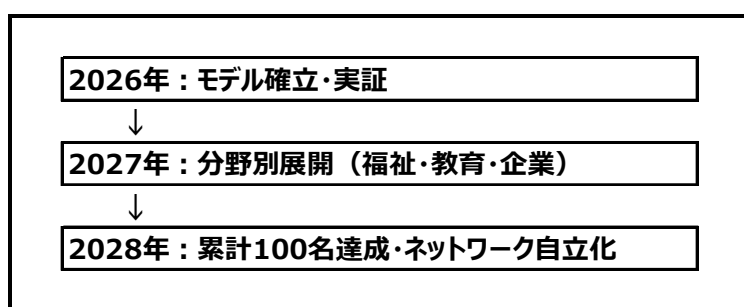 2026年：モデル確立･実証
↓
2027年：分野別展開（福祉･教育･企業）
↓
2028年：累計100名達成･ネットワーク自立化